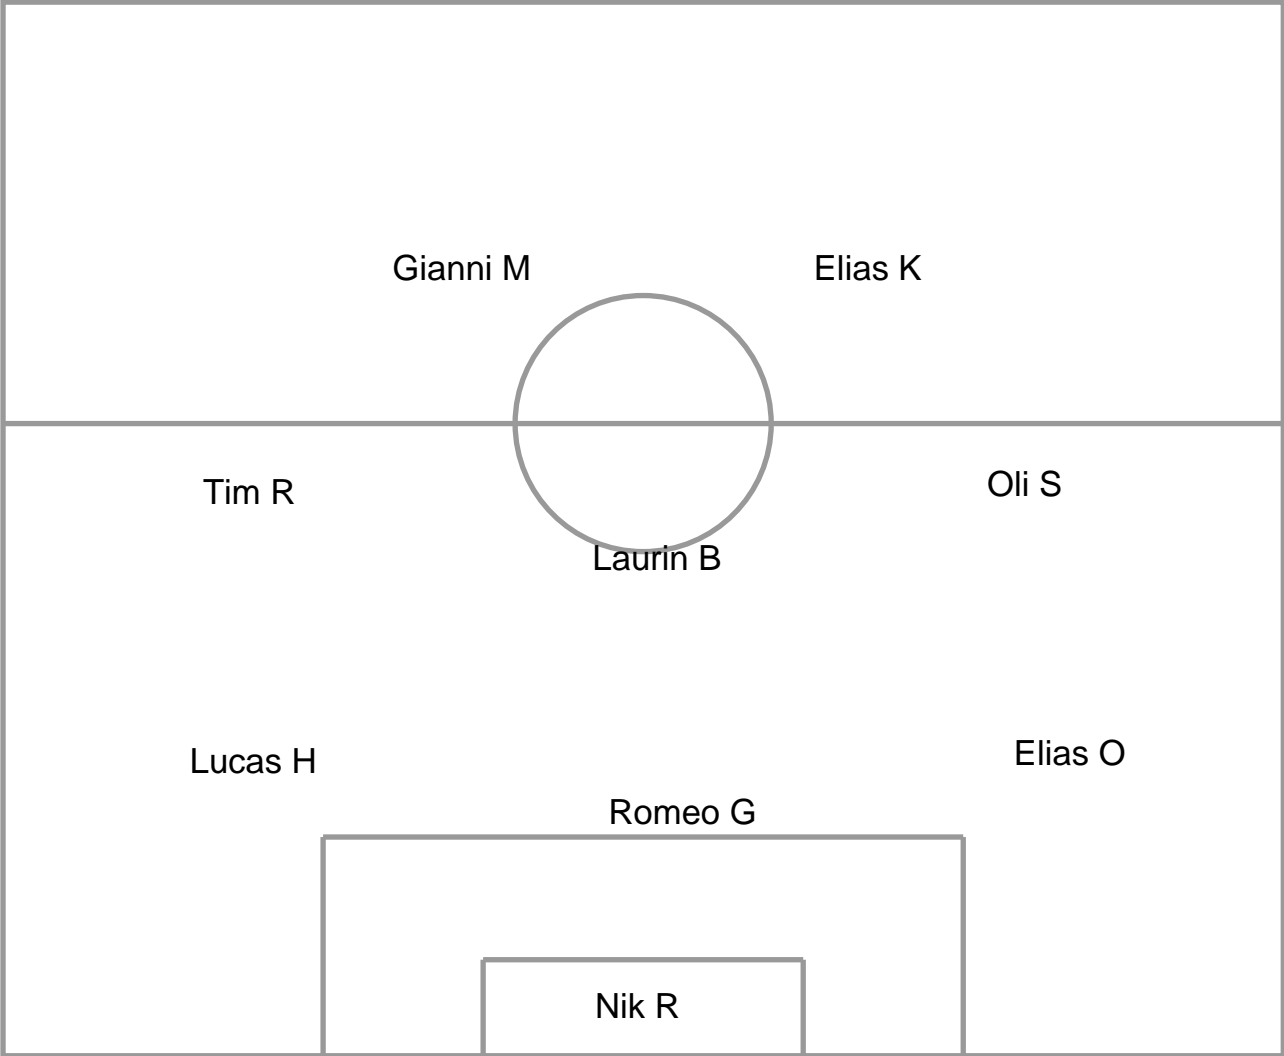 Gianni M
Elias K
Tim R
Oli S
Laurin B
Lucas H
Elias O
Romeo G
Nik R